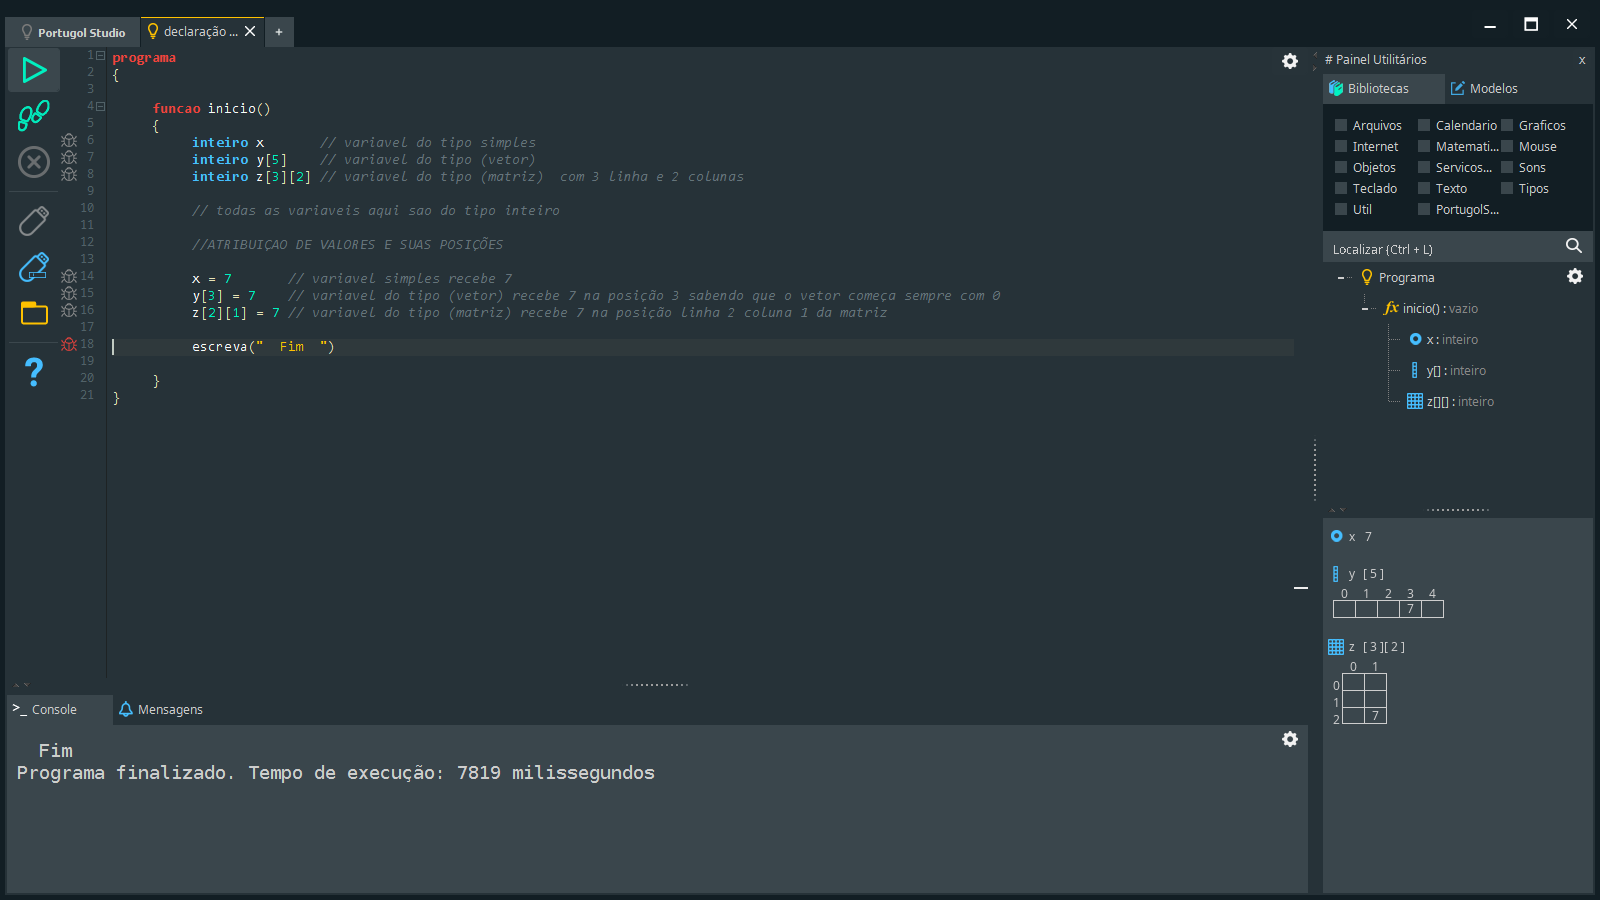 Portugol Studio
declaração ...
+
1 programa
2 {
3
4 funcao inicio()
5 {
6 inteiro x // variavel do tipo simples
7 inteiro y[5] // variavel do tipo (vetor)
8 inteiro z[3][2] // variavel do tipo (matriz) com 3 linha e 2 colunas
9
10 // todas as variaveis aqui sao do tipo inteiro
11
12 //ATRIBUIÇAO DE VALORES E SUAS POSIÇÕES
13
14 x = 7 // variavel simples recebe 7
15 y[3] = 7 // variavel do tipo (vetor) recebe 7 na posição 3 sabendo que o vetor começa sempre com 0
16 z[2][1] = 7 // variavel do tipo (matriz) recebe 7 na posição linha 2 coluna 1 da matriz
17
18 escreva("  Fim  ")
19
20 }
21 }
?
>_ Console
Mensagens
Fim
Programa finalizado. Tempo de execução: 7819 milissegundos
# Painel Utilitários x
Bibliotecas Modelos
Arquivos Calendario Graficos
Internet Matemati... Mouse
Objetos Servicos... Sons
Teclado Texto Tipos
Util PortugolS...
Localizar (Ctrl + L)
Programa
fx inicio() : vazio
x : inteiro
y[] : inteiro
z[][] : inteiro
x 7
y [ 5 ]
0 1 2 3 4
7
z [ 3 ][ 2 ]
0 1
0
1
2 7